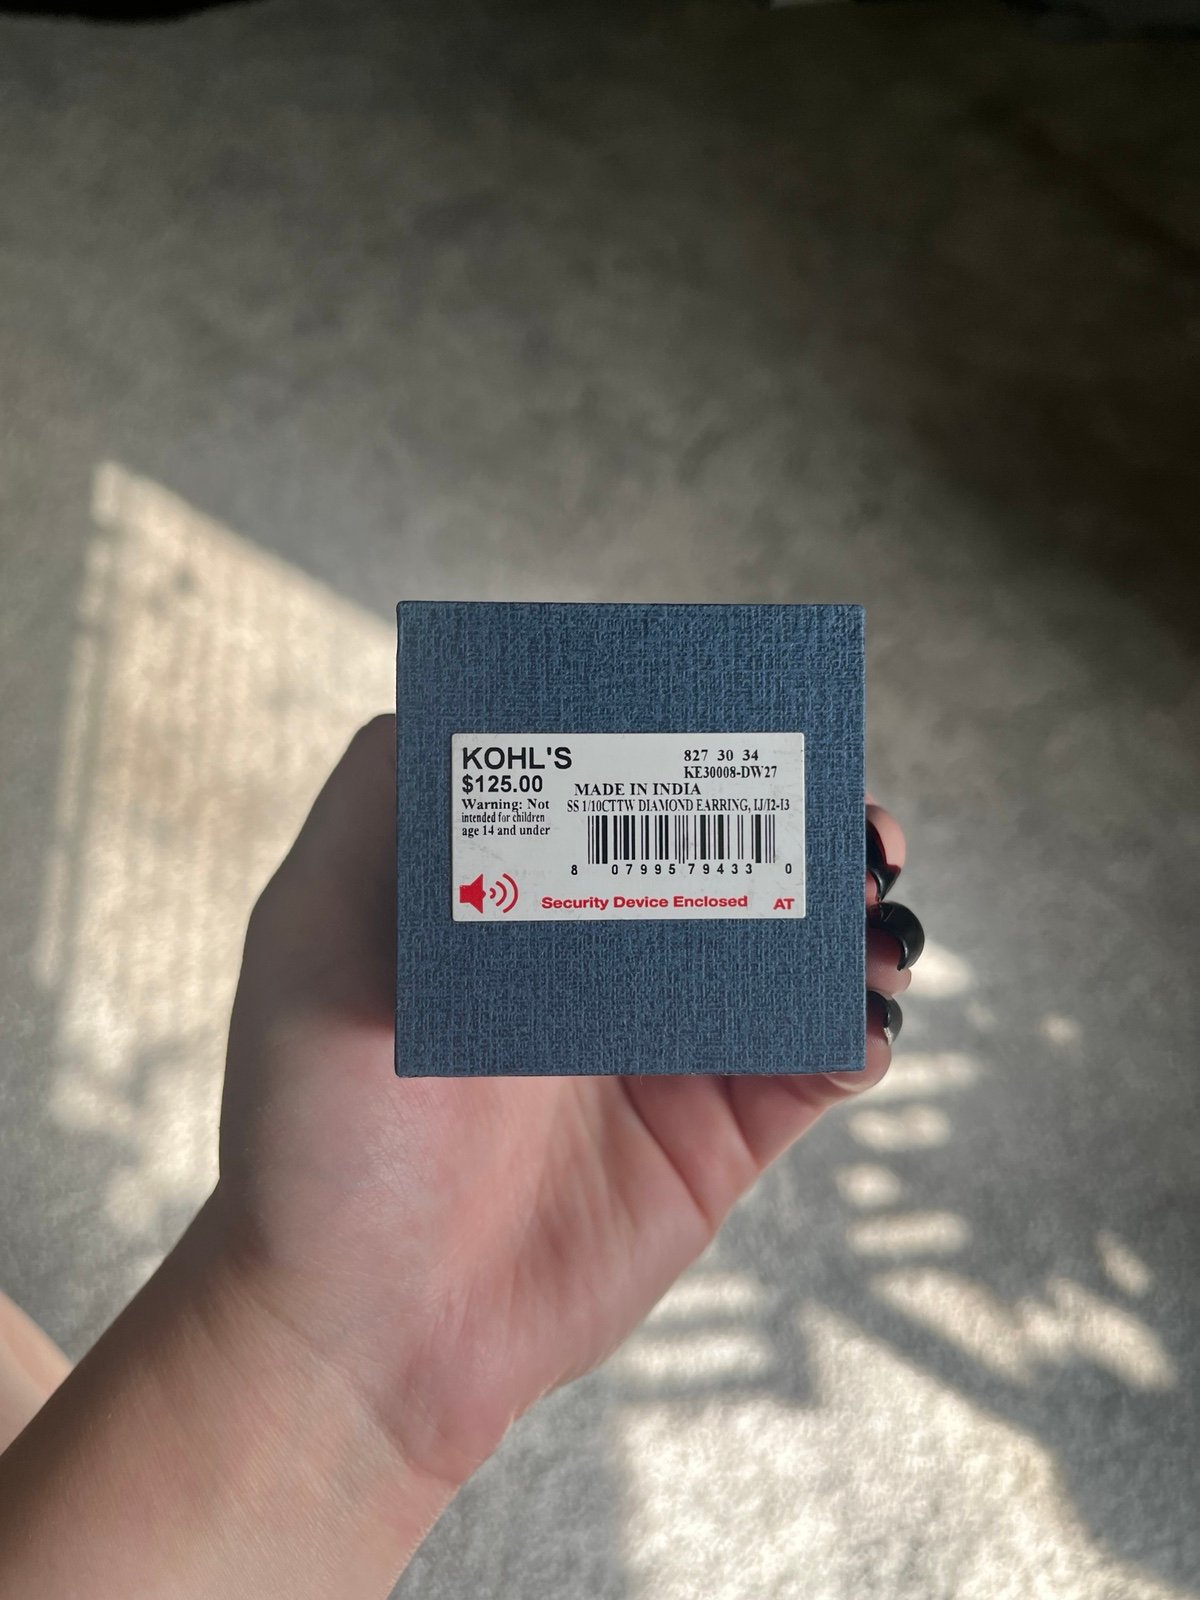 KOHL'S
$125.00
827 30 34
KE30008-DW27
MADE IN INDIA
SS 1/10CTTW DIAMOND EARRING, IJ/I2-I3
Warning: Not
intended for children
age 14 and under
8 07995 79433 0
Security Device Enclosed
AT